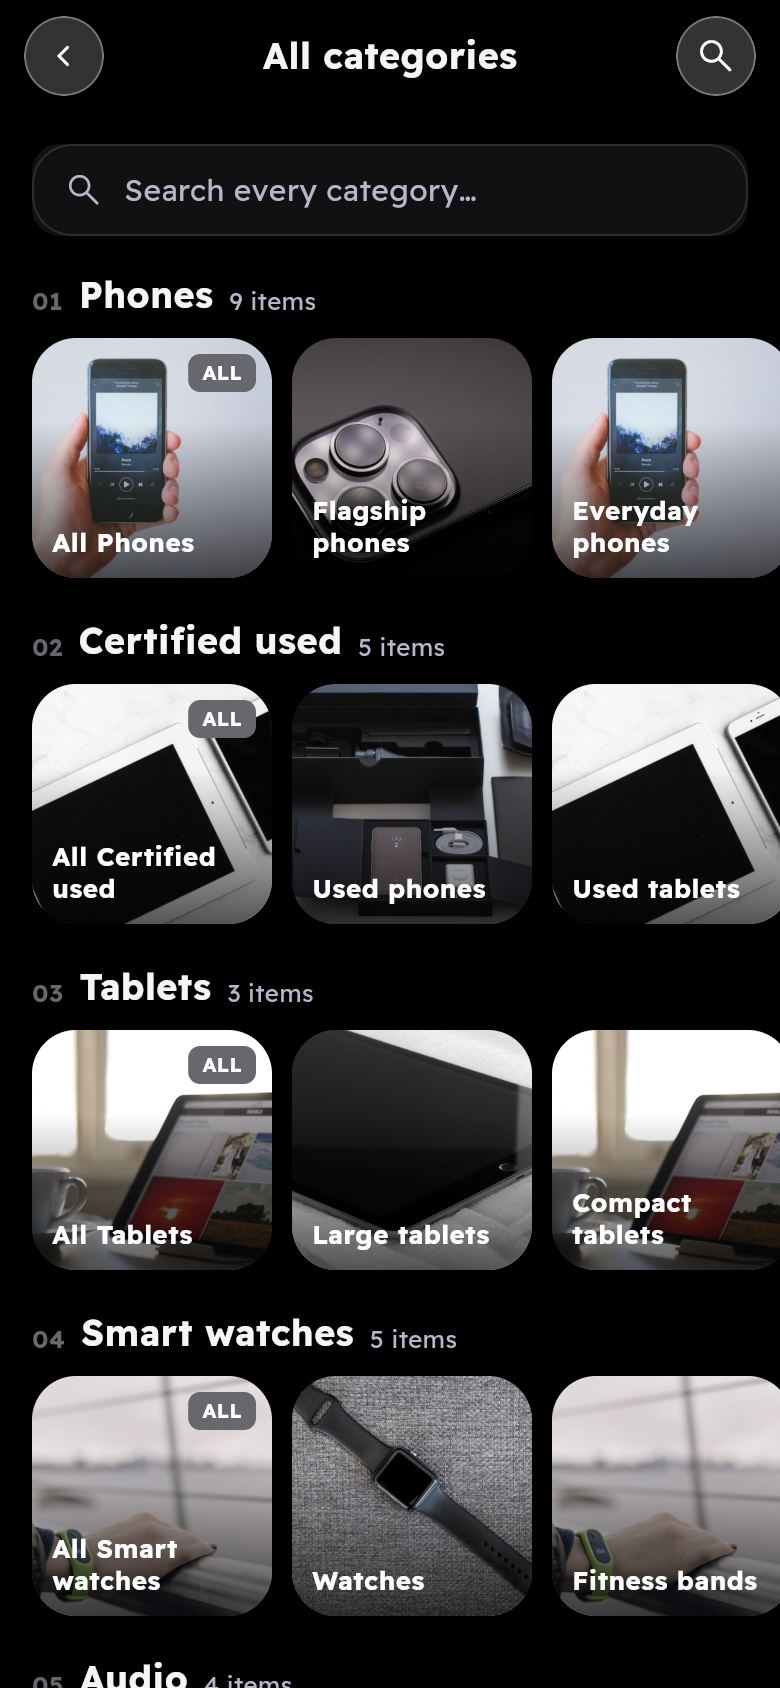 All categories
Search every category...
01 Phones 9 items
ALL
All Phones
Flagship
phones
Everyday
phones
02 Certified used 5 items
ALL
All Certified
used
Used phones
Used tablets
03 Tablets 3 items
ALL
All Tablets
Large tablets
Compact
tablets
04 Smart watches 5 items
ALL
All Smart
watches
Watches
Fitness bands
05 Audio 4 items